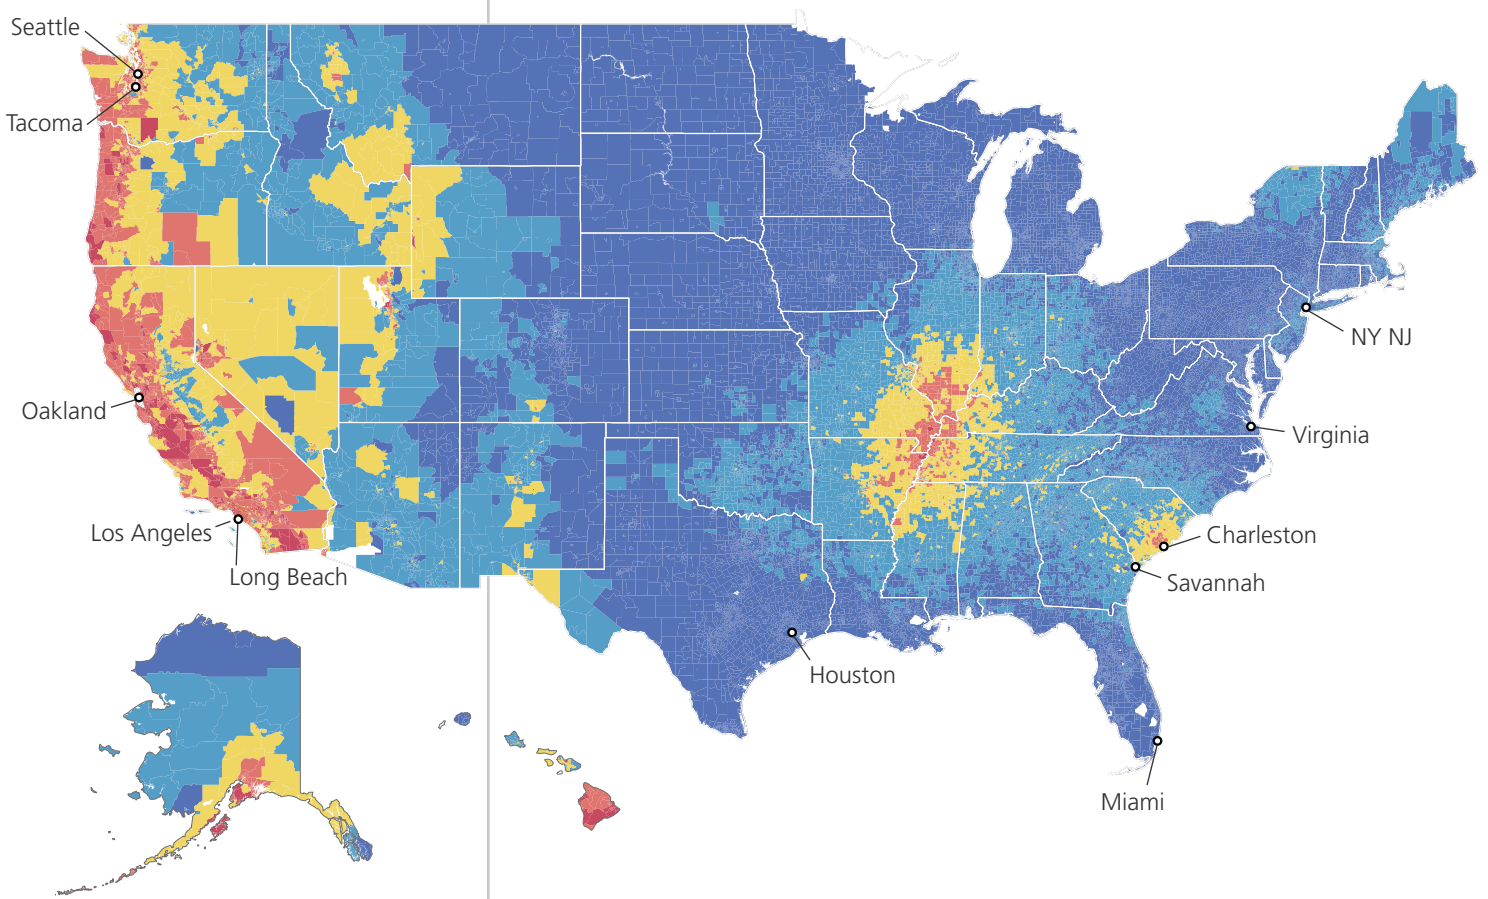 Seattle
Tacoma
NY NJ
Oakland
Virginia
Los Angeles
Charleston
Long Beach
Savannah
Houston
Miami